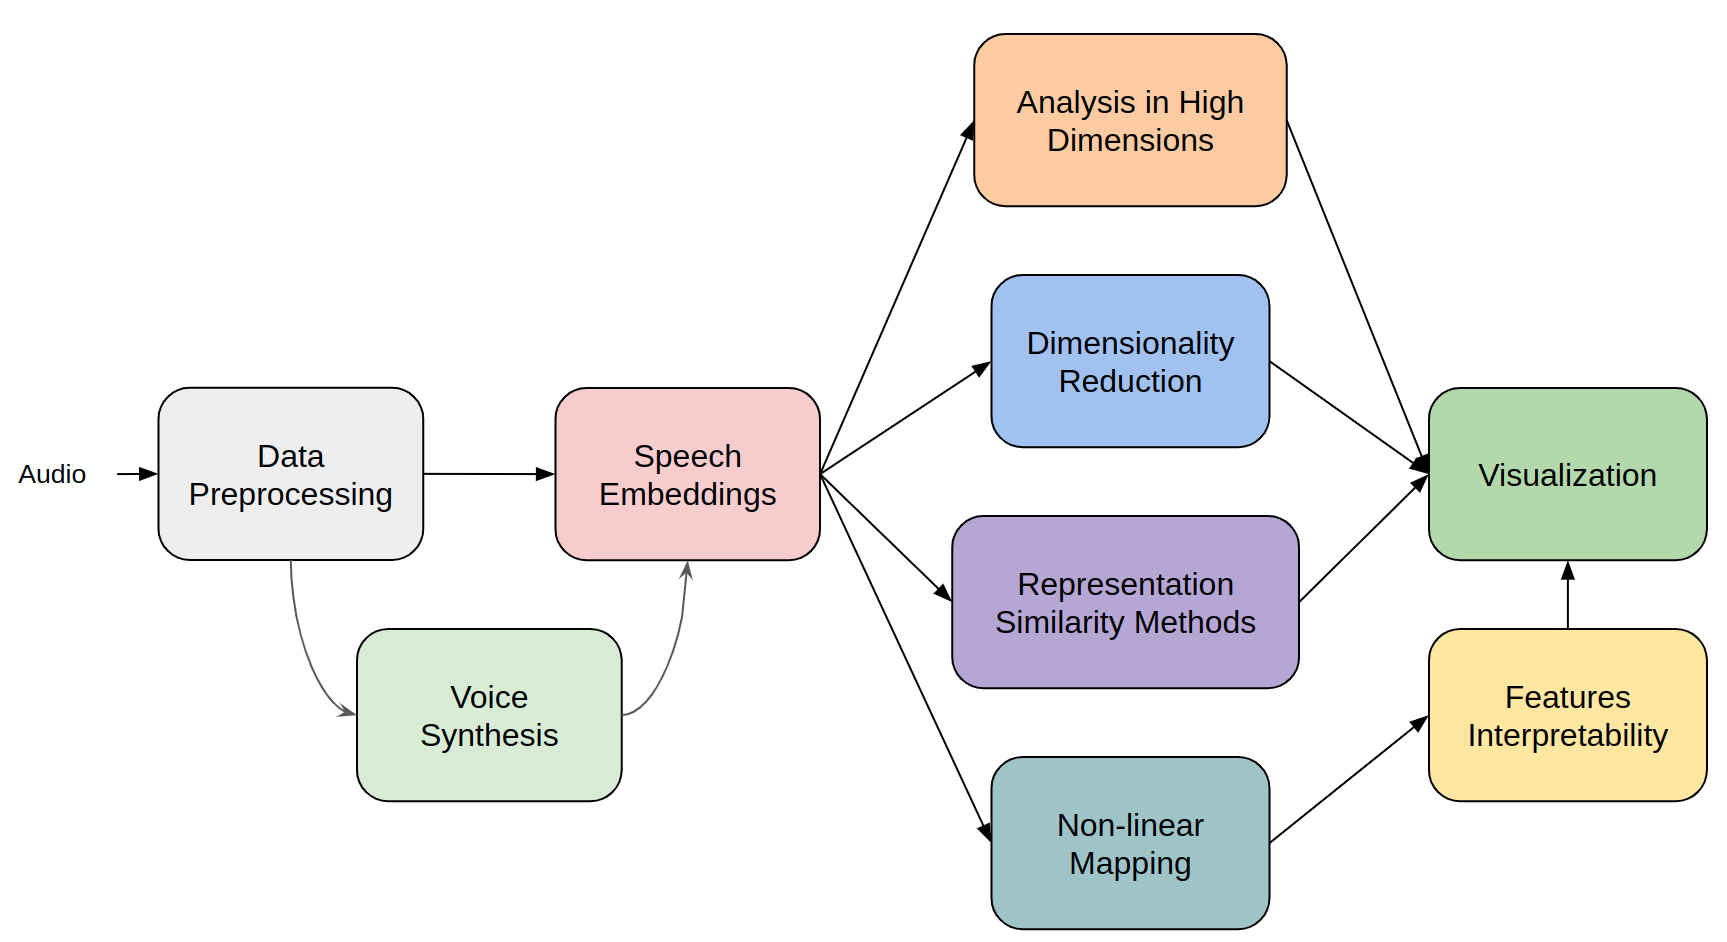 Audio
Data
Preprocessing
Voice
Synthesis
Speech
Embeddings
Analysis in High
Dimensions
Dimensionality
Reduction
Representation
Similarity Methods
Non-linear
Mapping
Visualization
Features
Interpretability